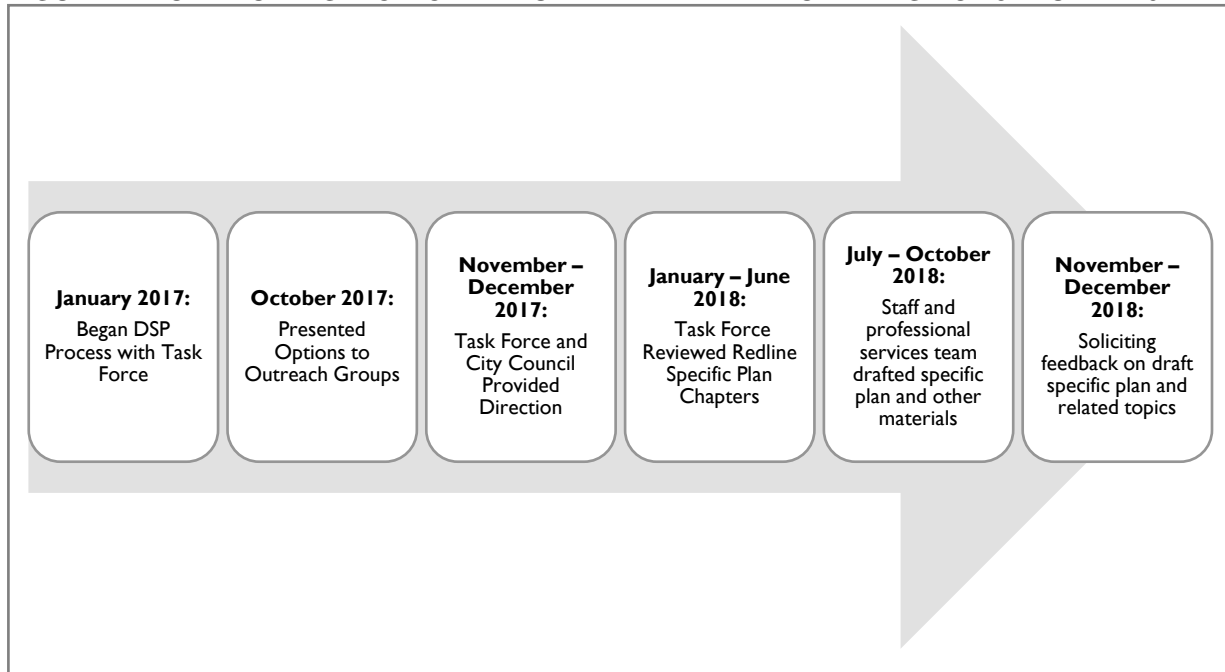 January 2017:
Began DSP
Process with Task
Force
October 2017:
Presented
Options to
Outreach Groups
November –
December
2017:
Task Force and
City Council
Provided
Direction
January – June
2018:
Task Force
Reviewed Redline
Specific Plan
Chapters
July – October
2018:
Staff and
professional
services team
drafted specific
plan and other
materials
November –
December
2018:
Soliciting
feedback on draft
specific plan and
related topics